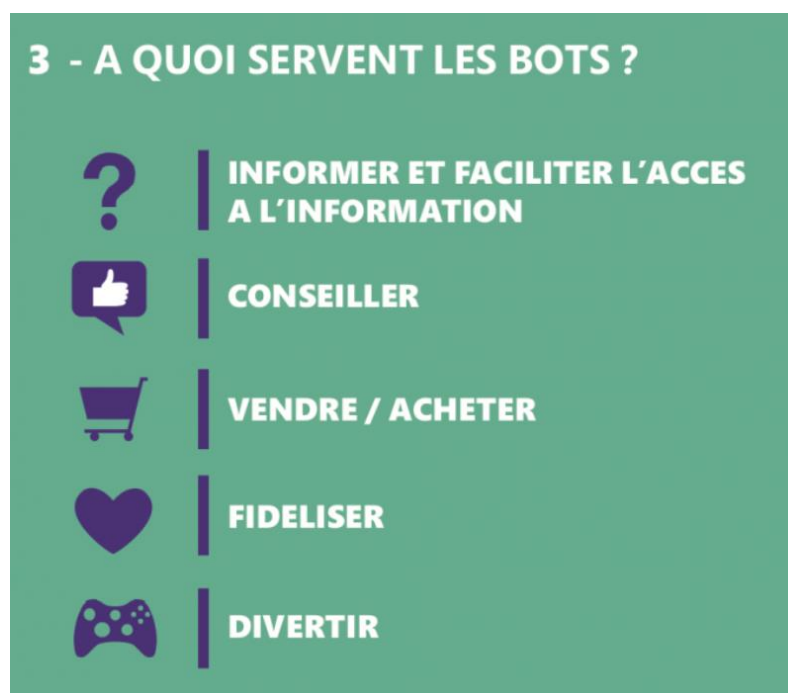 3 - A QUOI SERVENT LES BOTS ?
INFORMER ET FACILITER L'ACCES
A L'INFORMATION
CONSEILLER
VENDRE / ACHETER
FIDELISER
DIVERTIR